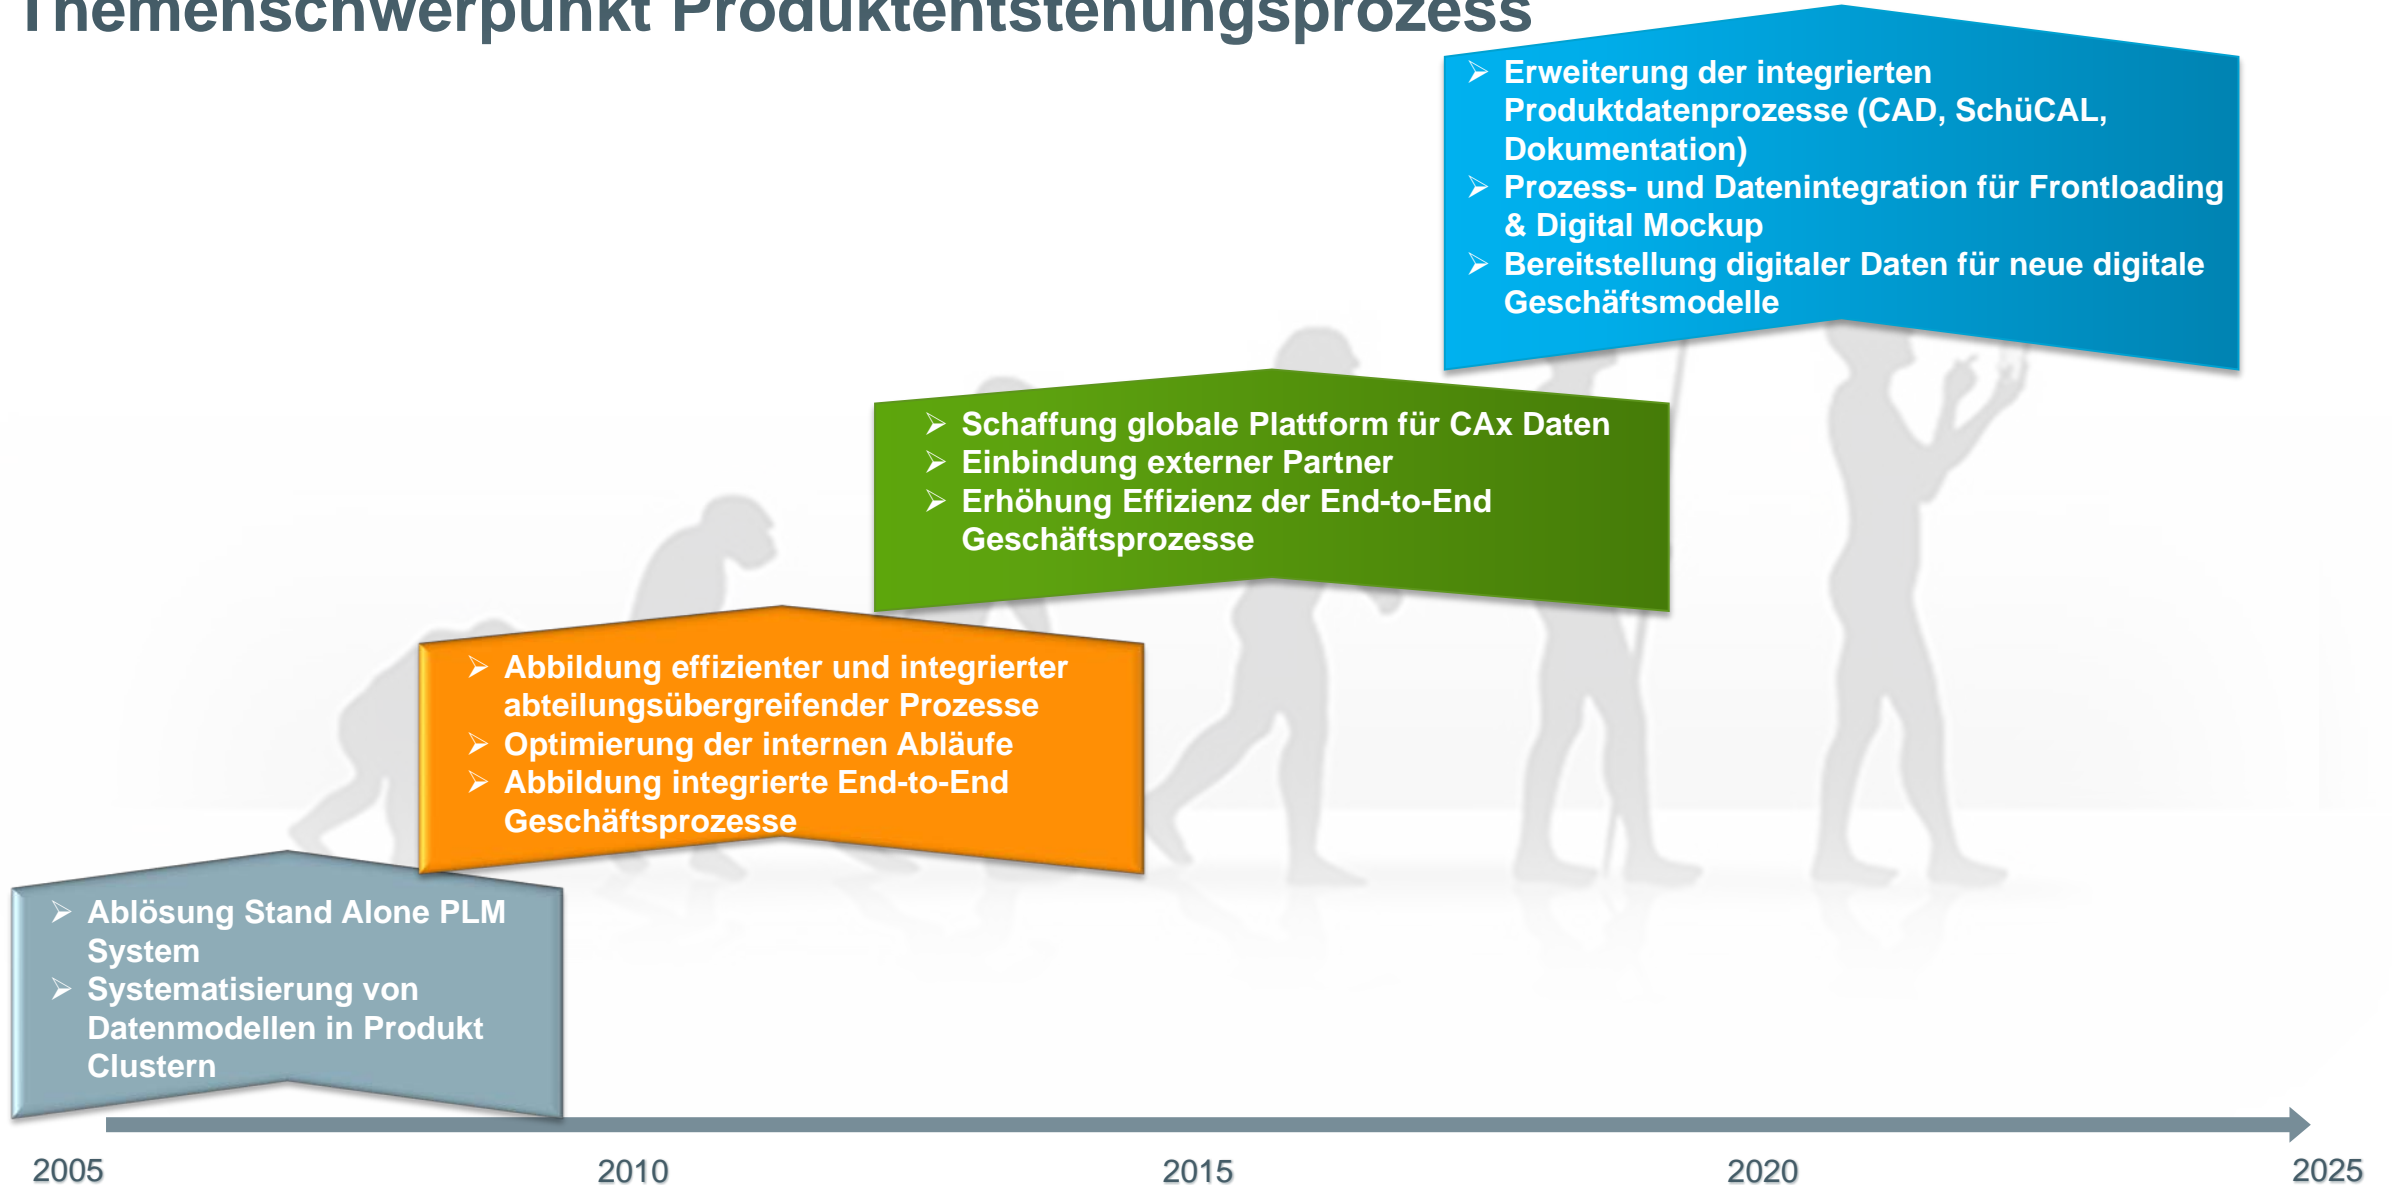 Themenschwerpunkt Produktentstehungsprozess
➢ Erweiterung der integrierten
Produktdatenprozesse (CAD, SchüCAL,
Dokumentation)
➢ Prozess- und Datenintegration für Frontloading
& Digital Mockup
➢ Bereitstellung digitaler Daten für neue digitale
Geschäftsmodelle
➢ Schaffung globale Plattform für CAx Daten
➢ Einbindung externer Partner
➢ Erhöhung Effizienz der End-to-End
Geschäftsprozesse
➢ Abbildung effizienter und integrierter
abteilungsübergreifender Prozesse
➢ Optimierung der internen Abläufe
➢ Abbildung integrierte End-to-End
Geschäftsprozesse
➢ Ablösung Stand Alone PLM
System
➢ Systematisierung von
Datenmodellen in Produkt
Clustern
2005 2010 2015 2020 2025